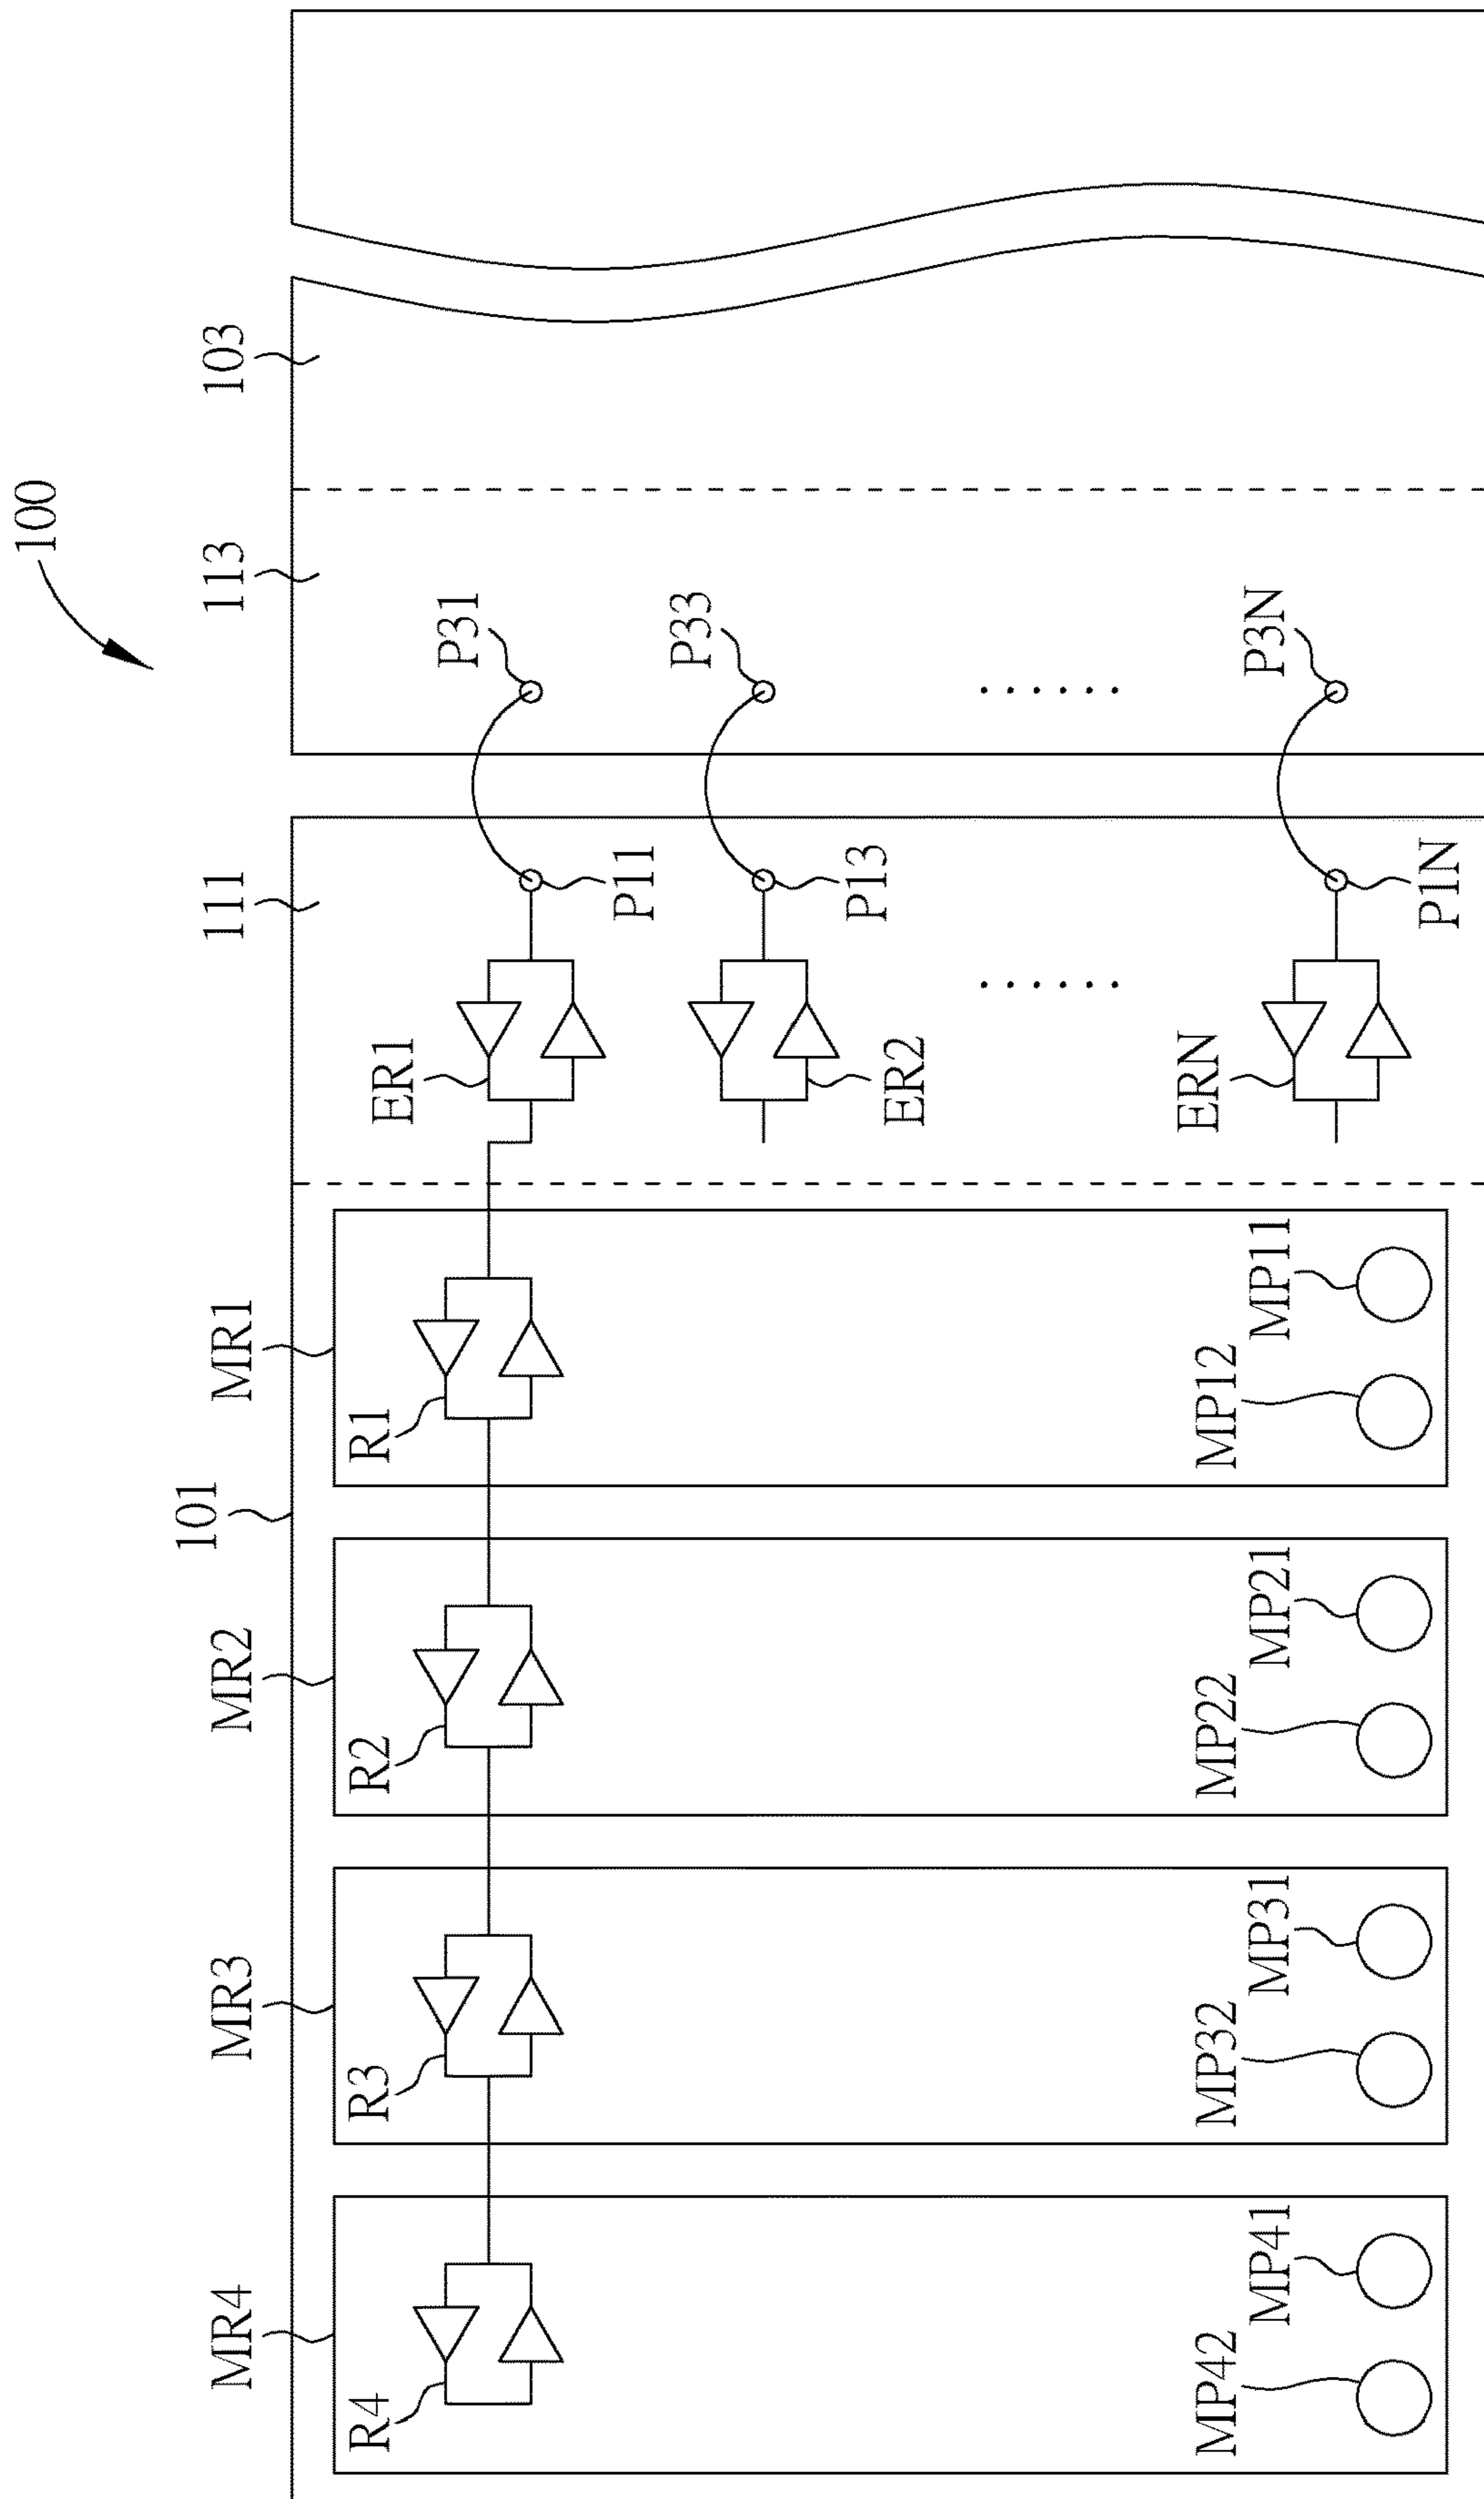 100
103
113
P31
P33
P3N
111
P11
P13
P1N
ER1
ER2
ERN
101
MR1
R1
MP11
MP12
MR2
R2
MP21
MP22
MR3
R3
MP31
MP32
MR4
R4
MP41
MP42